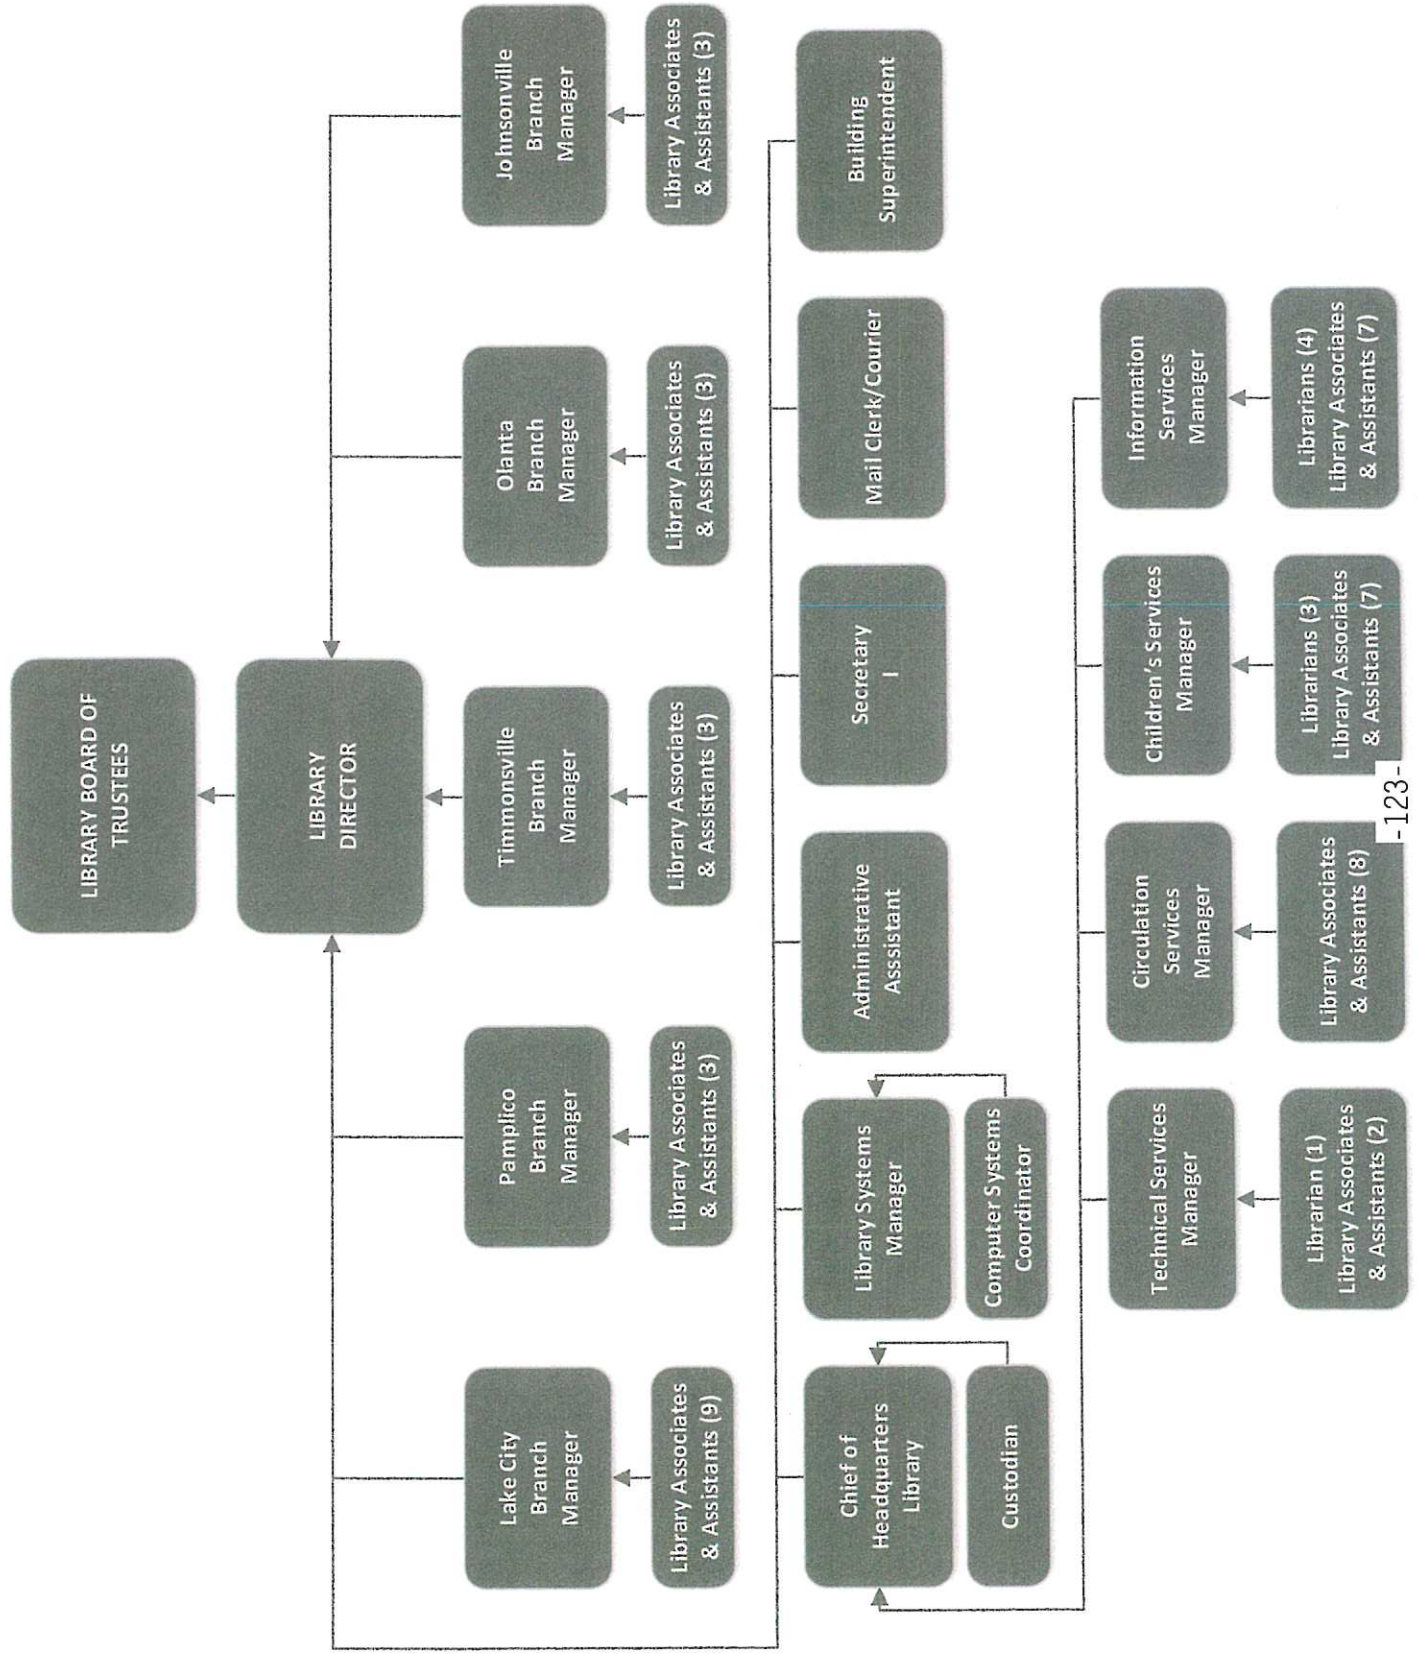 LIBRARY BOARD OF
TRUSTEES
LIBRARY
DIRECTOR
Lake City
Branch
Manager
Library Associates
& Assistants (9)
Pamplico
Branch
Manager
Library Associates
& Assistants (3)
Timmonsville
Branch
Manager
Library Associates
& Assistants (3)
Olanta
Branch
Manager
Library Associates
& Assistants (3)
Johnsonville
Branch
Manager
Library Associates
& Assistants (3)
Chief of
Headquarters
Library
Custodian
Library Systems
Manager
Computer Systems
Coordinator
Administrative
Asssistant
Secretary
I
Mail Clerk/Courier
Building
Superintendent
Technical Services
Manager
Librarian (1)
Library Associates
& Assistants (2)
Circulation
Services
Manager
Library Associates
& Assistants (8)
Children's Services
Manager
Librarians (3)
Library Associates
& Assistants (7)
Information
Services
Manager
Librarians (4)
Library Associates
& Assistants (7)
-123-